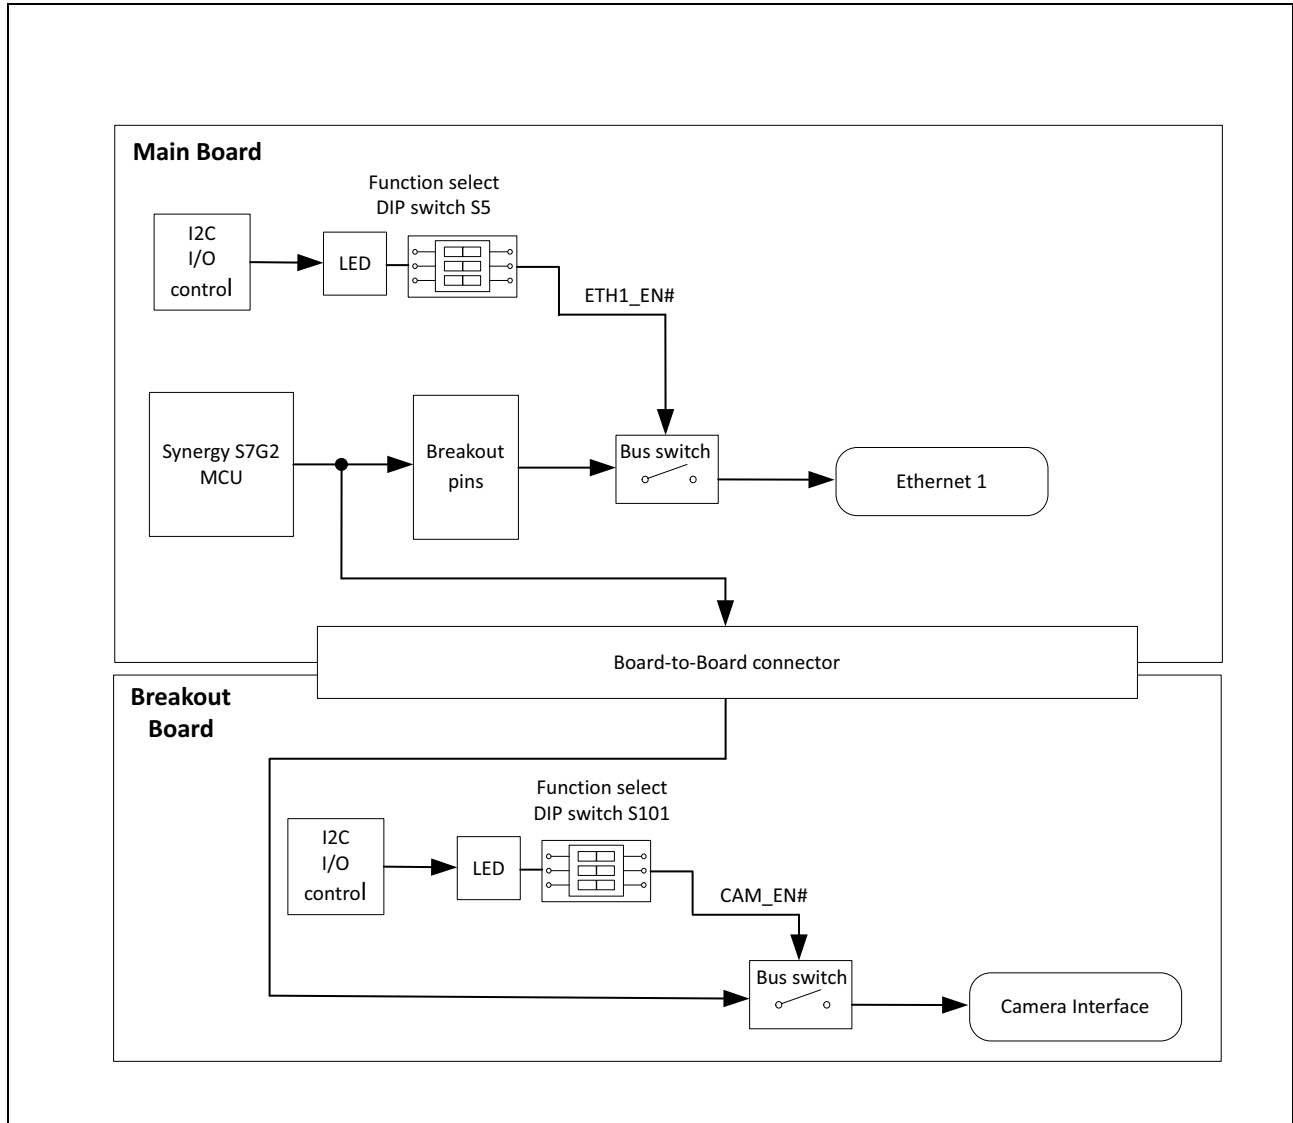 Main Board
Function select
DIP switch S5
I2C
I/O
control
LED
ETH1_EN#
Synergy S7G2
MCU
Breakout
pins
Bus switch
Ethernet 1
Board-to-Board connector
Breakout
Board
Function select
DIP switch S101
I2C
I/O
control
LED
CAM_EN#
Bus switch
Camera Interface